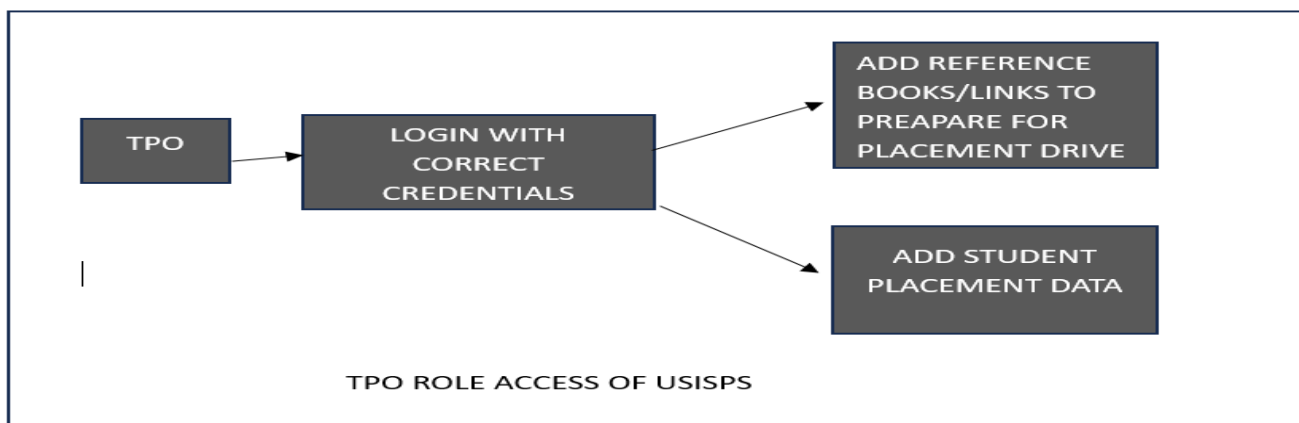 TPO
LOGIN WITH
CORRECT
CREDENTIALS
ADD REFERENCE
BOOKS/LINKS TO
PREAPARE FOR
PLACEMENT DRIVE
ADD STUDENT
PLACEMENT DATA
TPO ROLE ACCESS OF USISPS